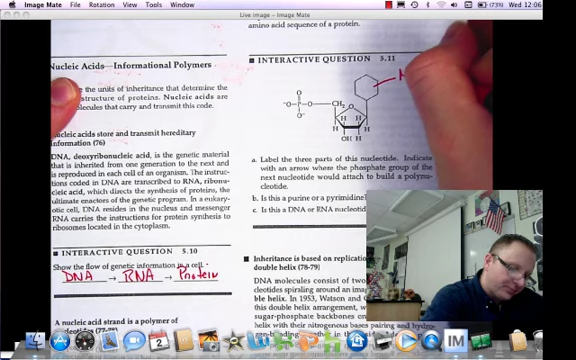 Image Mate File Edit View Tools Window (73%) Wed 12:06
Live image - Image Mate
Nucleic Acids—Informational Polymers
the units of inheritance that determine the
structure of proteins. Nucleic acids are
molecules that carry and transmit this code.
Nucleic acids store and transmit hereditary
information (76)
DNA, deoxyribonucleic acid, is the genetic material
that is inherited from one generation to the next and
is reproduced in each cell of an organism. The instruc-
tions coded in DNA are transcribed to RNA, ribonu-
cleic acid, which directs the synthesis of proteins, the
ultimate enactors of the genetic program. In a eukary-
otic cell, DNA resides in the nucleus and messenger
RNA carries the instructions for protein synthesis to
ribosomes located in the cytoplasm.
INTERACTIVE QUESTION 5.10
Show the flow of genetic information in a cell.
DNA → RNA → Protein
A nucleic acid strand is a polymer of
amino acid sequence of a protein.
INTERACTIVE QUESTION 5.11
N
O
-O—P—O—CH2 O
O-
H H
H H
OH H
a. Label the three parts of this nucleotide. Indicate
with an arrow where the phosphate group of the
next nucleotide would attach to build a polynu-
cleotide.
b. Is this a purine or a pyrimidine?
c. Is this a DNA or RNA nucleotid
Inheritance is based on replication
double helix (78-79)
DNA molecules consist of two
cleotides spiraling around an ima
ble helix. In 1953, Watson and C
this double helix arrangement, w
sugar-phosphate backbones on
helix with their nitrogenous bases pairing and hydro-